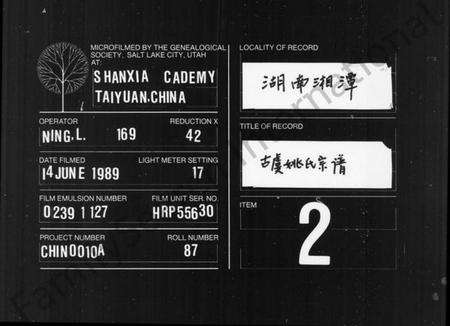 MICROFILMED BY THE GENEALOGICAL
SOCIETY, SALT LAKE CITY, UTAH
AT:
SHANXIA CADEMY
TAIYUAN.CHINA
OPERATOR REDUCTION X
NING, L. 169 42
DATE FILMED LIGHT METER SETTING
14 JUNE 1989 17
FILM EMULSION NUMBER FILM UNIT SER. NO.
0239 1127 HRP55630
PROJECT NUMBER ROLL NUMBER
CHIN0010A 87
LOCALITY OF RECORD
湖南湘潭
TITLE OF RECORD
古虞姚氏宗谱
ITEM
2